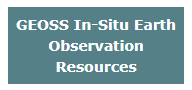 GEOSS In-Situ Earth
Observation
Resources